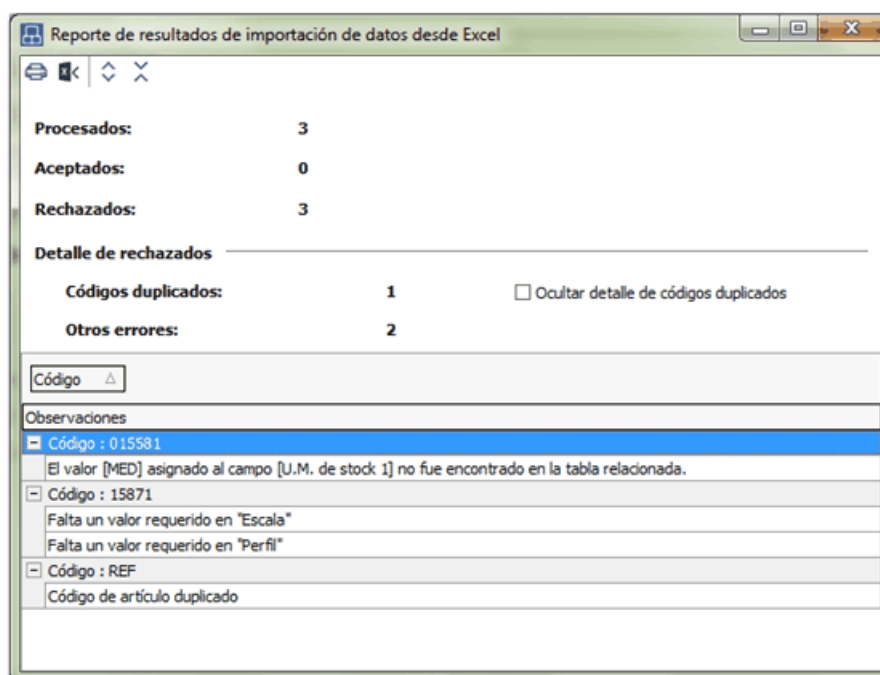 Reporte de resultados de importación de datos desde Excel
Procesados: 3
Aceptados: 0
Rechazados: 3
Detalle de rechazados
Códigos duplicados: 1 Ocultar detalle de códigos duplicados
Otros errores: 2
Código
Observaciones
Código : 015581
El valor [MED] asignado al campo [U.M. de stock 1] no fue encontrado en la tabla relacionada.
Código : 15871
Falta un valor requerido en "Escala"
Falta un valor requerido en "Perfil"
Código : REF
Código de artículo duplicado